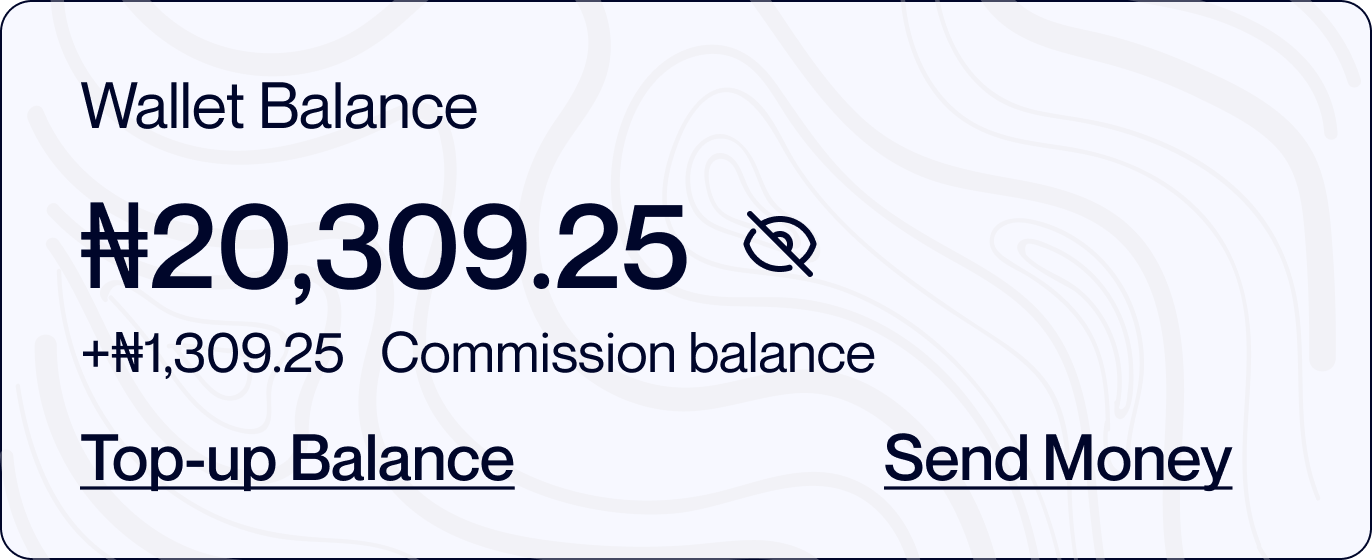 Wallet Balance
₦20,309.25
+₦1,309.25 Commission balance
Top-up Balance
Send Money